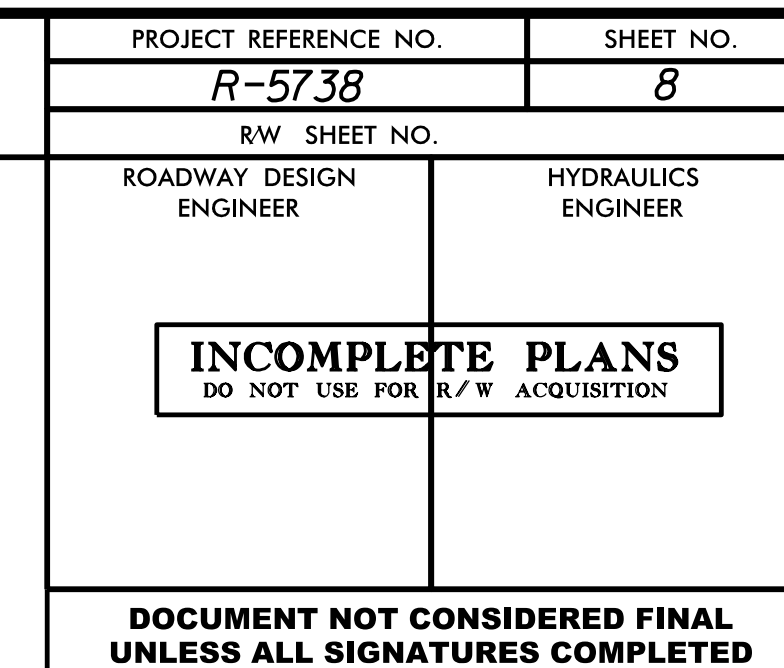 PROJECT REFERENCE NO. SHEET NO.
R-5738 8
R/W SHEET NO.
ROADWAY DESIGN ENGINEER
HYDRAULICS ENGINEER
INCOMPLETE PLANS
DO NOT USE FOR R/W ACQUISITION
DOCUMENT NOT CONSIDERED FINAL
UNLESS ALL SIGNATURES COMPLETED